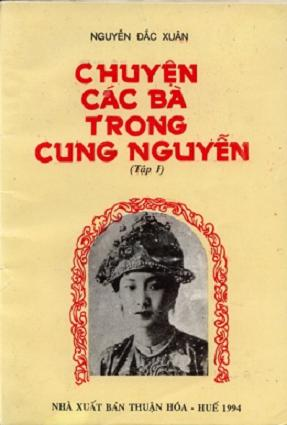 NGUYỄN ĐẮC XUÂN
CHUYỆN
CÁC BÀ
TRONG
CUNG NGUYỄN
(Tập I)
NHÀ XUẤT BẢN THUẬN HÓA - HUẾ 1994